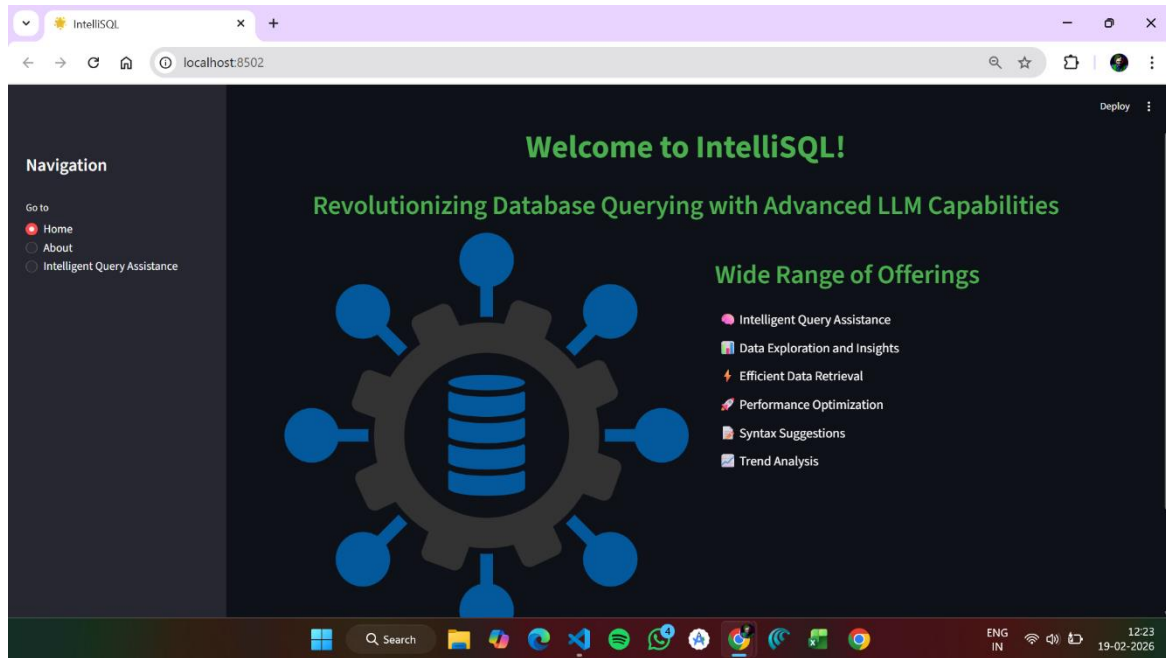 IntelliSQL
localhost:8502
Deploy
Navigation
Go to
Home
About
Intelligent Query Assistance
Welcome to IntelliSQL!
Revolutionizing Database Querying with Advanced LLM Capabilities
Wide Range of Offerings
Intelligent Query Assistance
Data Exploration and Insights
Efficient Data Retrieval
Performance Optimization
Syntax Suggestions
Trend Analysis
Search
4
ENG
IN
12:23
19-02-2026